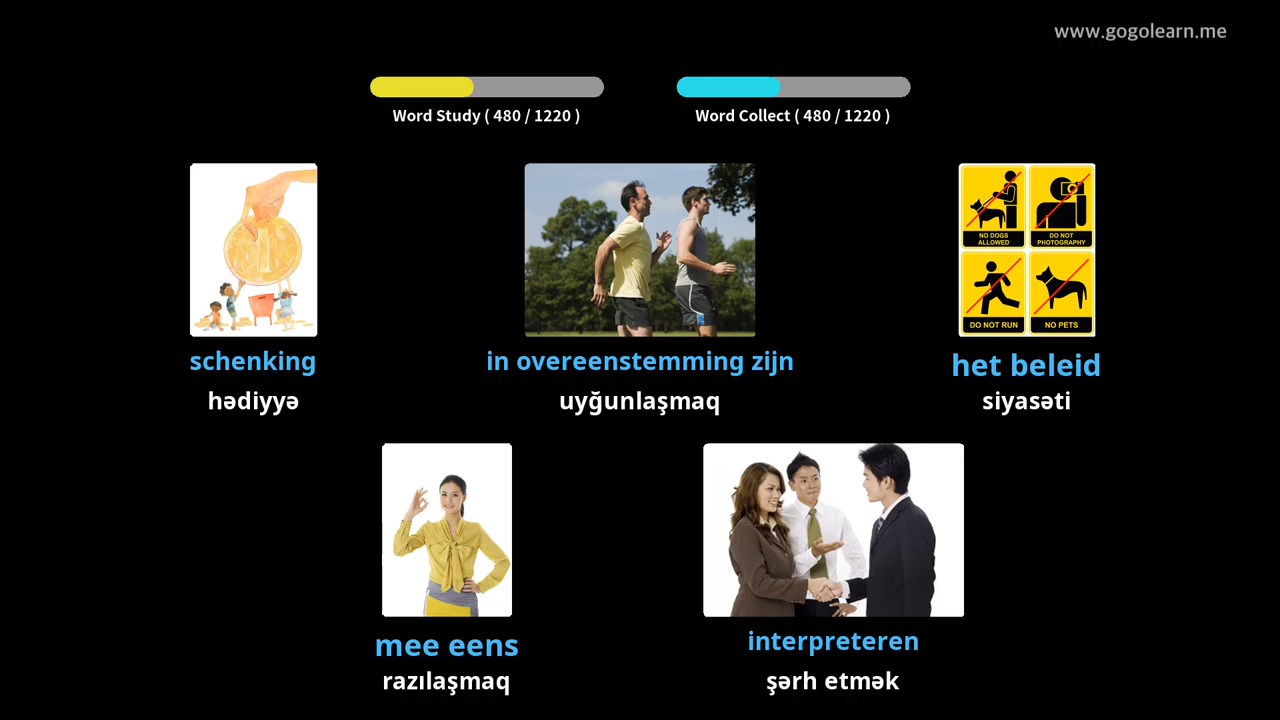 www.gogolearn.me
Word Study ( 480 / 1220 )
Word Collect ( 480 / 1220 )
NO DOGS
ALLOWED
DO NOT
PHOTOGRAPHY
DO NOT RUN
NO PETS
schenking
in overeenstemming zijn
het beleid
hədiyyə
uyğunlaşmaq
siyasəti
mee eens
interpreteren
razılaşmaq
şərh etmək